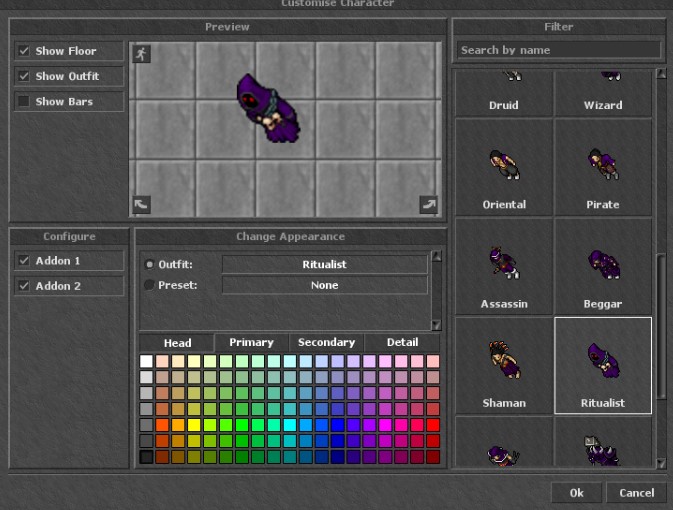 Customise Character
Preview
Filter
Show Floor
Show Outfit
Show Bars
Search by name
Druid
Wizard
Oriental
Pirate
Assassin
Beggar
Shaman
Ritualist
Configure
Addon 1
Addon 2
Change Appearance
Outfit:
Ritualist
Preset:
None
Head
Primary
Secondary
Detail
Ok
Cancel